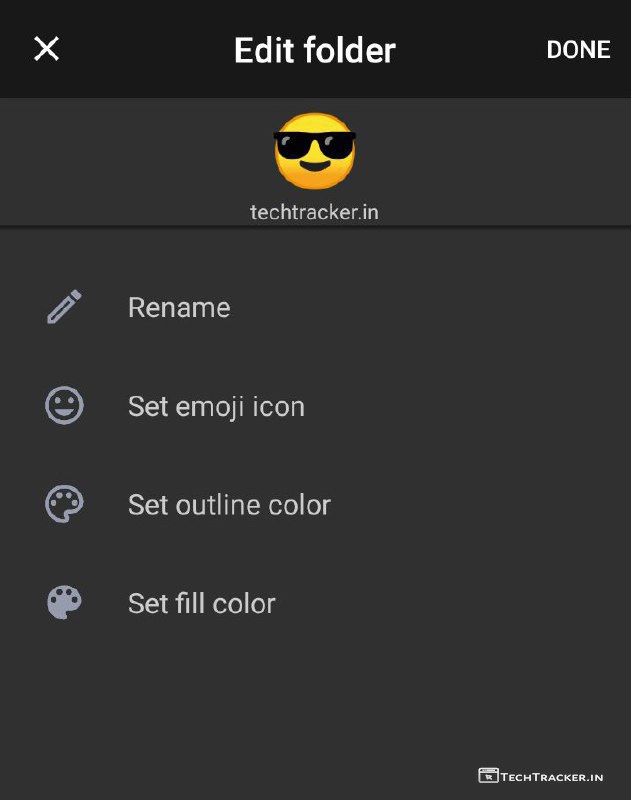 Edit folder
DONE
techtracker.in
Rename
Set emoji icon
Set outline color
Set fill color
TECHTRACKER.IN